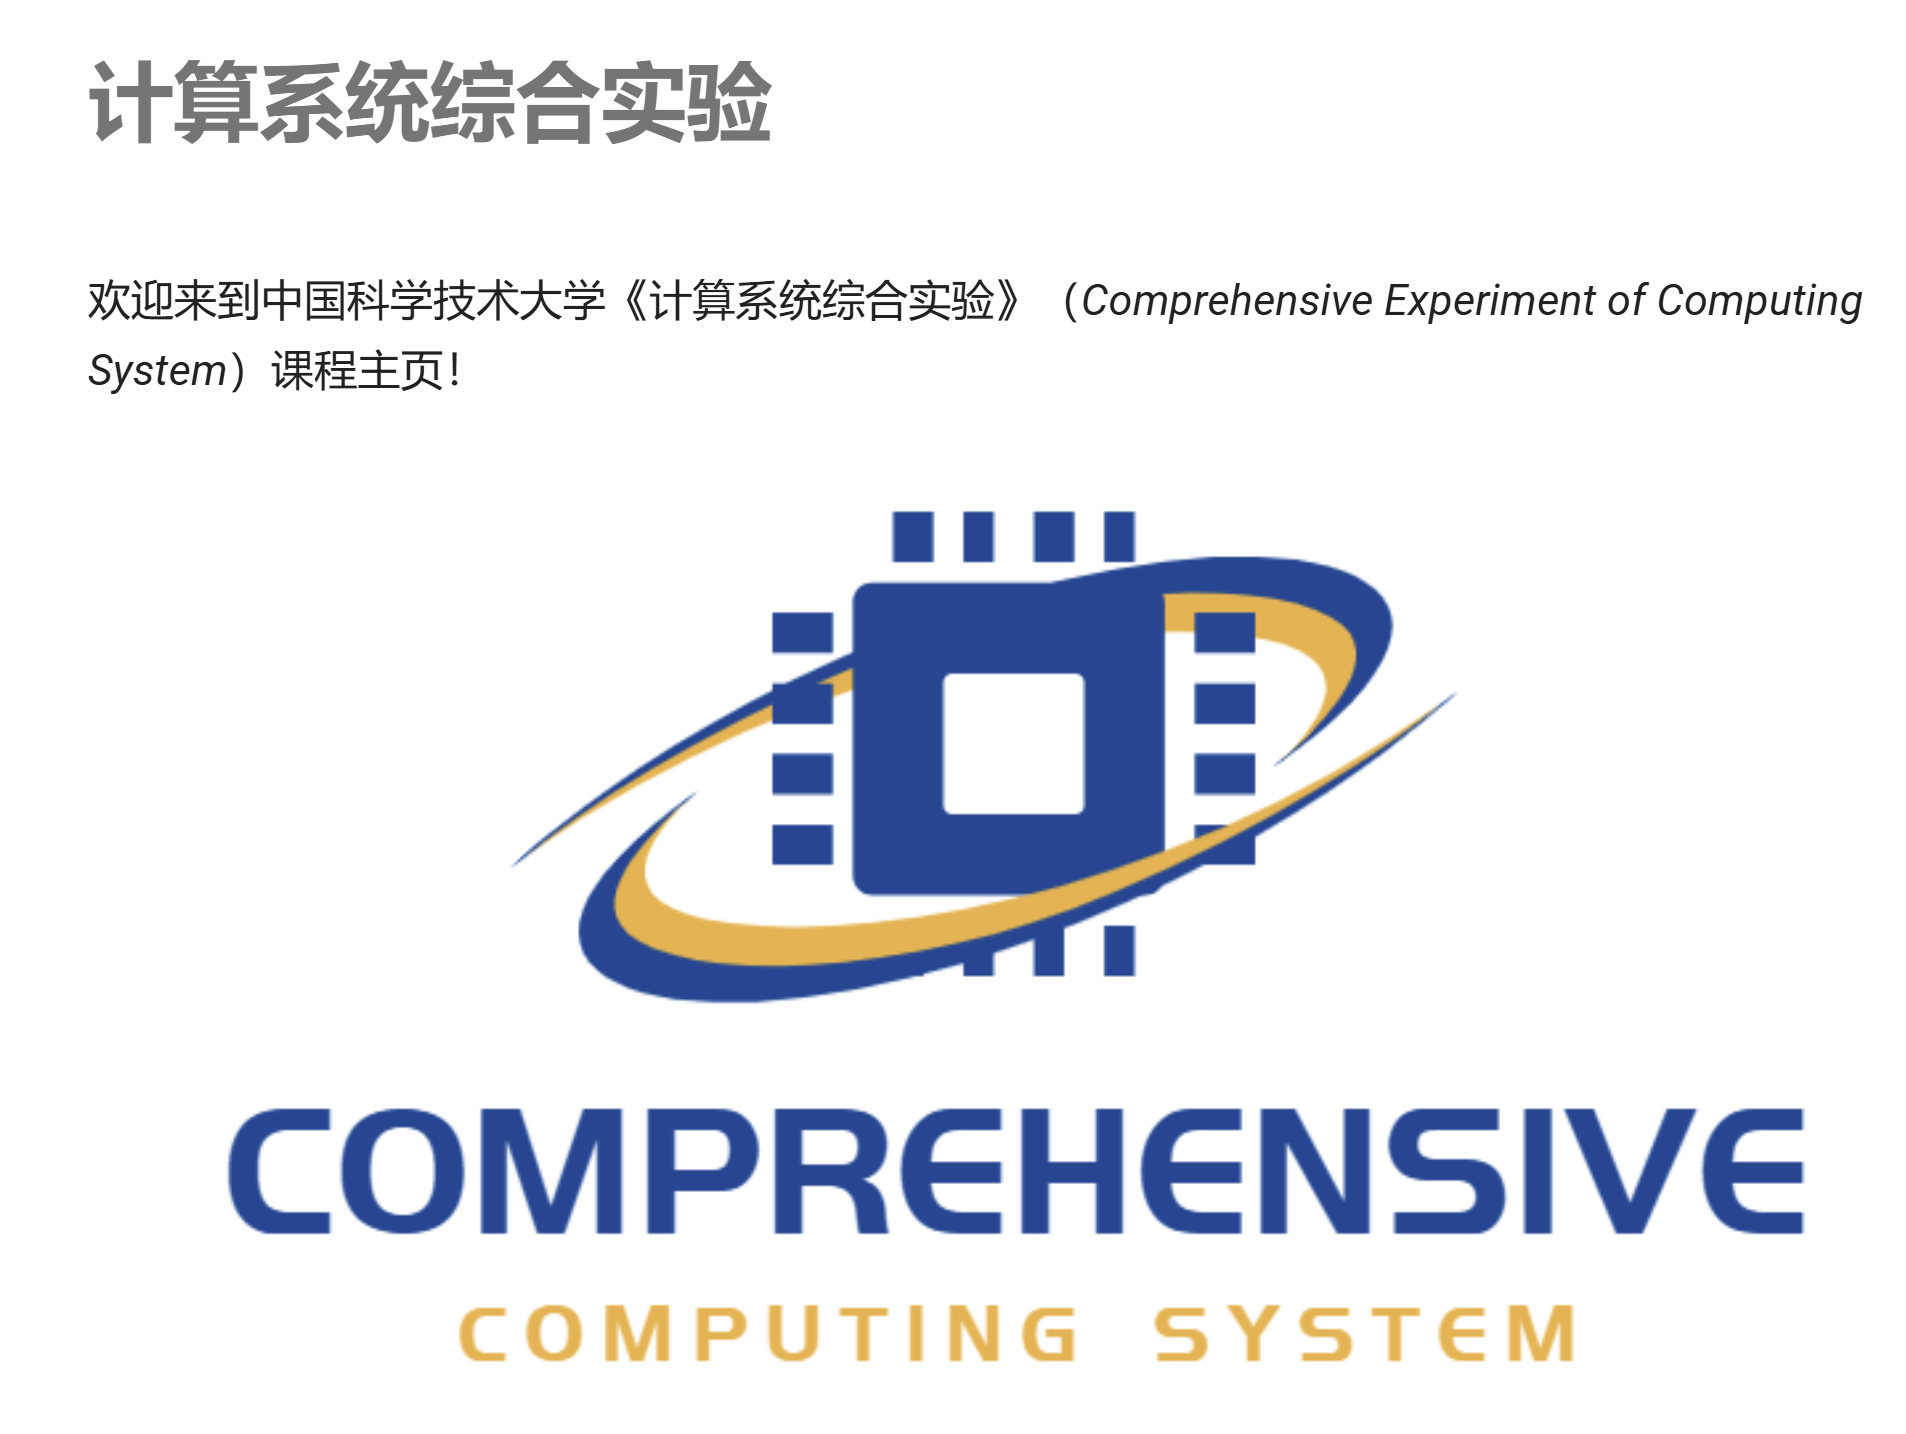 计算系统综合实验
欢迎来到中国科学技术大学《计算系统综合实验》（Comprehensive Experiment of Computing
System）课程主页！
COMPREHENSIVE
COMPUTING SYSTEM